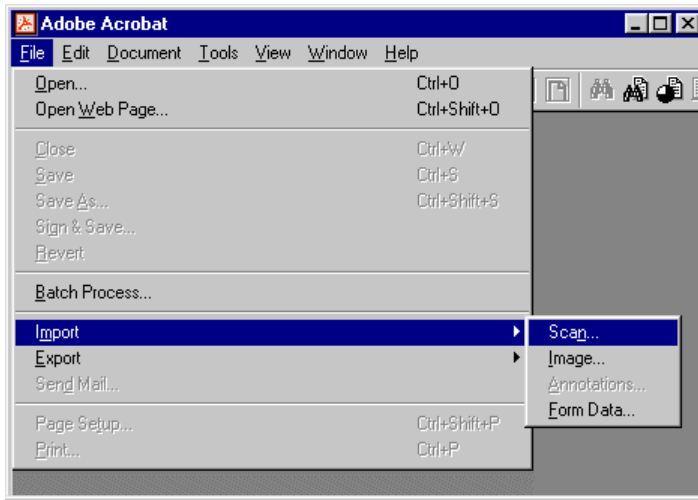 Adobe Acrobat
File Edit Document Tools View Window Help
Open... Ctrl+O
Open Web Page... Ctrl+Shift+O
Close Ctrl+W
Save Ctrl+S
Save As... Ctrl+Shift+S
Sign & Save...
Revert
Batch Process...
Import Scan...
Export Image...
Send Mail... Annotations...
Form Data...
Page Setup... Ctrl+Shift+P
Print... Ctrl+P